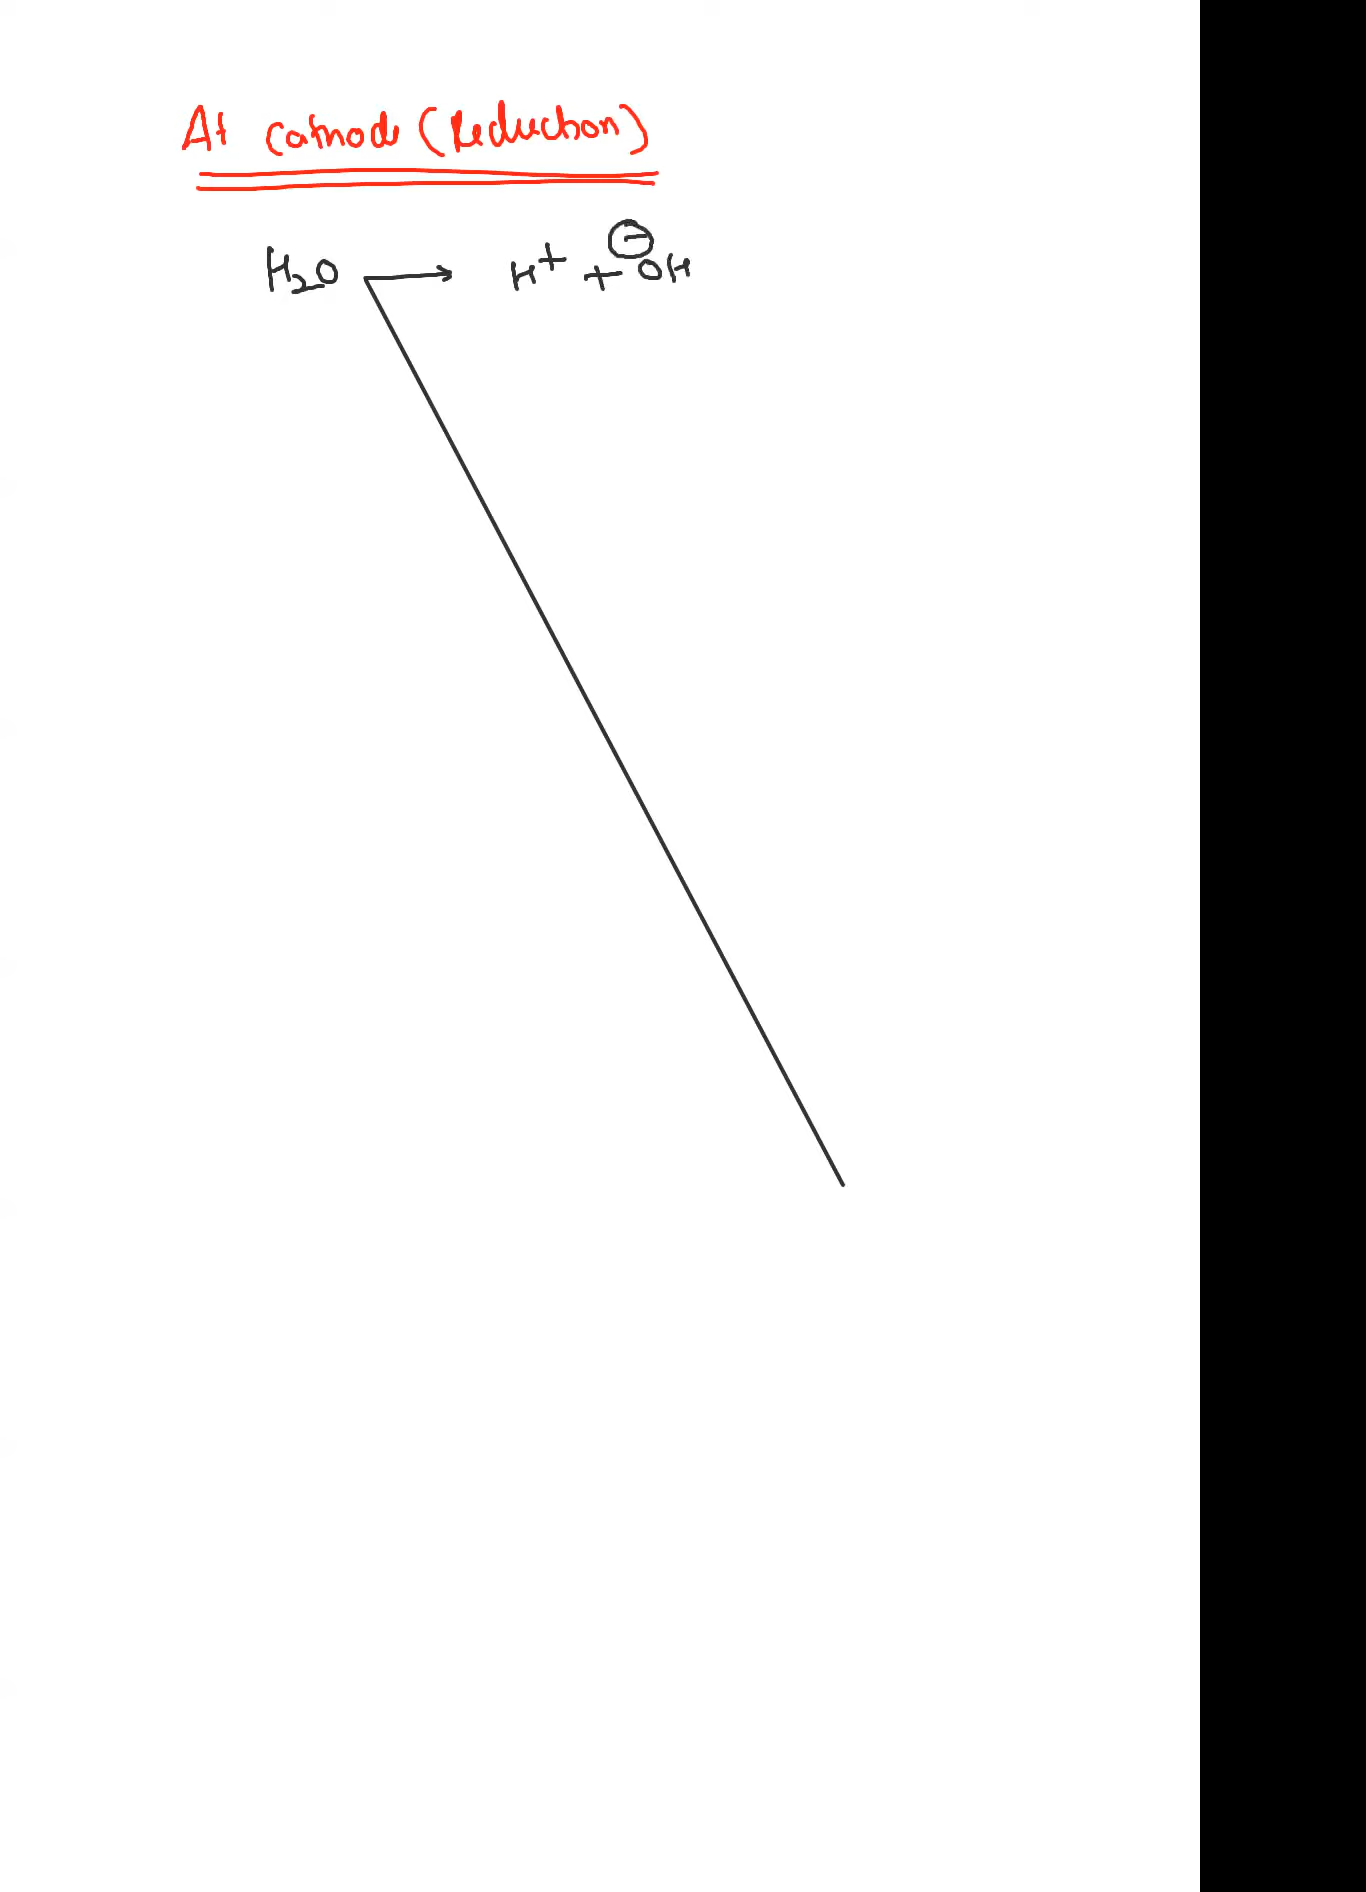 At Cathode (Reduction)
H₂O ⟶ H⁺ + ⊖OH